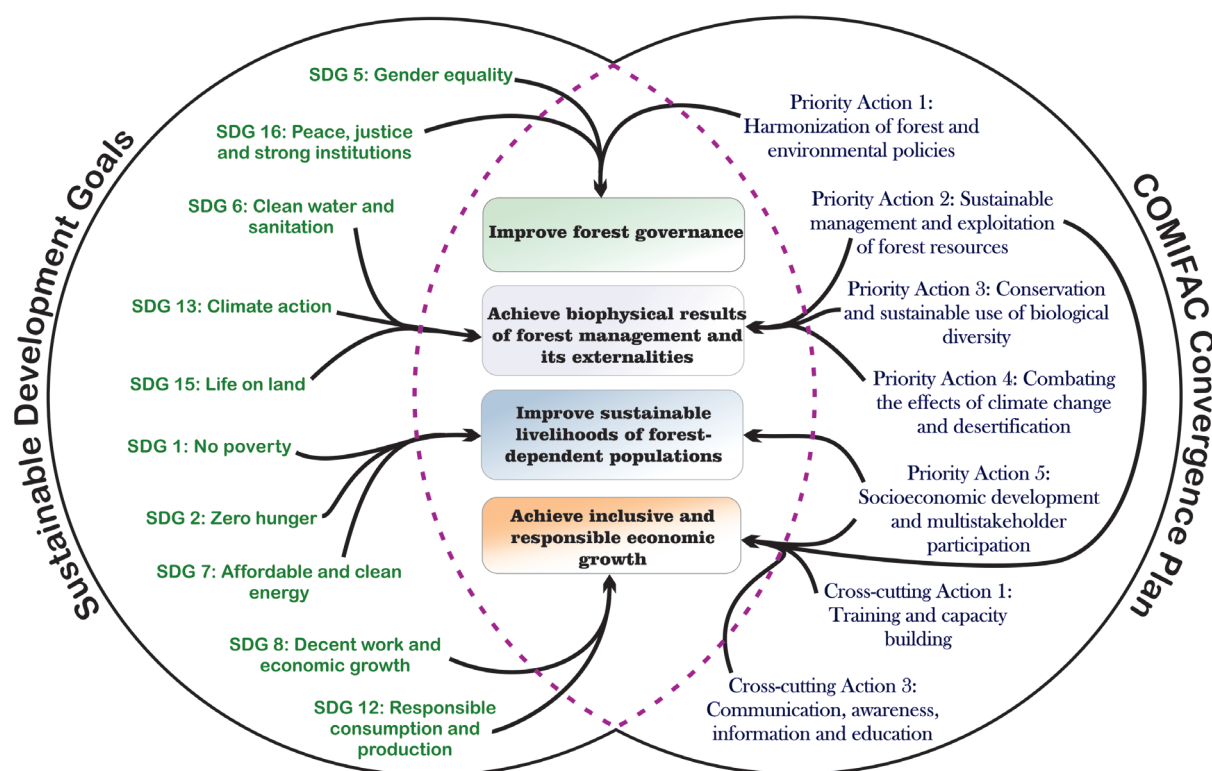 Sustainable Development Goals
SDG 5: Gender equality
SDG 16: Peace, justice
and strong institutions
SDG 6: Clean water and
sanitation
SDG 13: Climate action
SDG 15: Life on land
SDG 1: No poverty
SDG 2: Zero hunger
SDG 7: Affordable and clean
energy
SDG 8: Decent work and
economic growth
SDG 12: Responsible
consumption and
production
Improve forest governance
Achieve biophysical results
of forest management and
its externalities
Improve sustainable
livelihoods of forest-
dependent populations
Achieve inclusive and
responsible economic
growth
Priority Action 1:
Harmonization of forest and
environmental policies
Priority Action 2: Sustainable
management and exploitation
of forest resources
Priority Action 3: Conservation
and sustainable use of biological
diversity
Priority Action 4: Combating
the effects of climate change
and desertification
Priority Action 5:
Socioeconomic development
and multistakeholder
participation
Cross-cutting Action 1:
Training and capacity
building
Cross-cutting Action 3:
Communication, awareness,
information and education
COMIFAC Convergence Plan